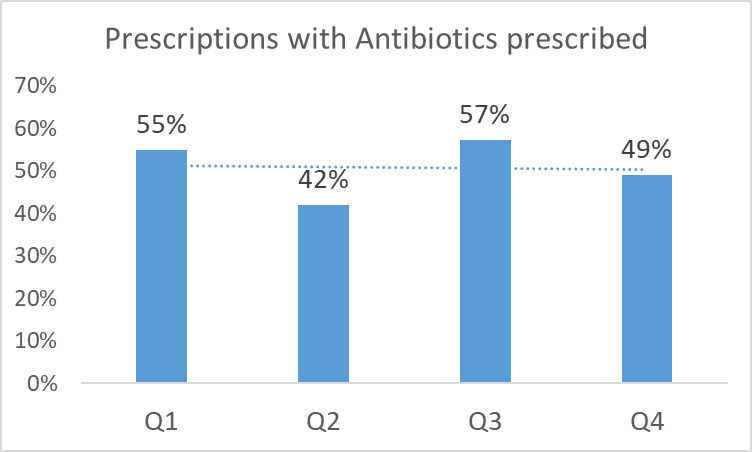 Prescriptions with Antibiotics prescribed
70%
60%
50%
40%
30%
20%
10%
0%
55%
42%
57%
49%
Q1
Q2
Q3
Q4